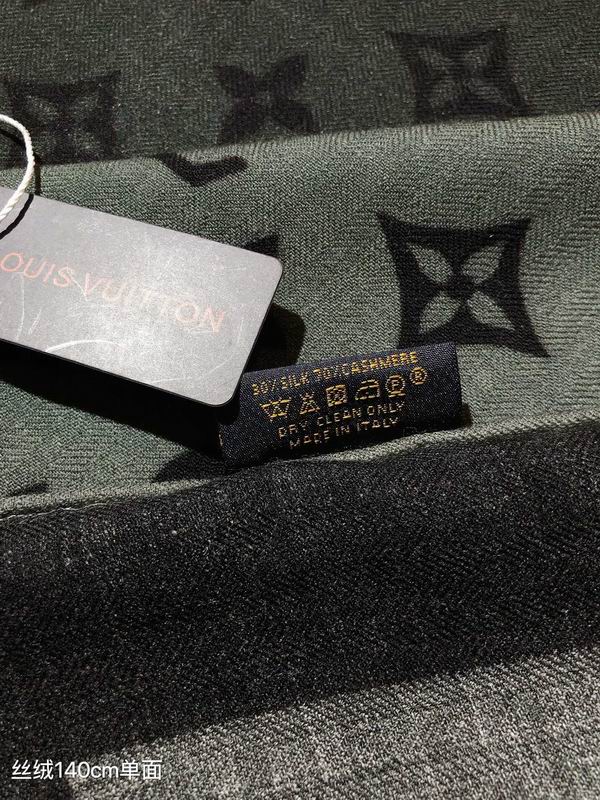 OUIS VUITTON
30% SILK 70% CASHMERE
DRY CLEAN ONLY
MADE IN ITALY
丝绒140cm单面